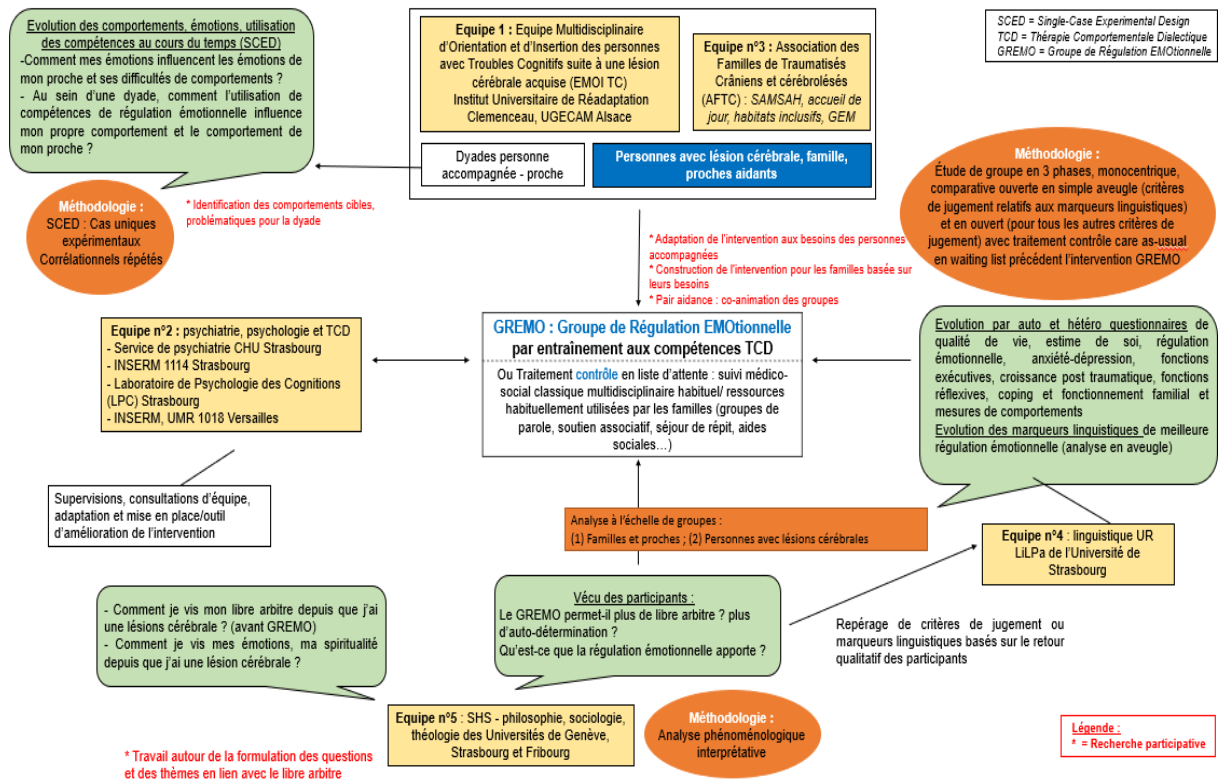 Evolution des comportements, émotions, utilisation
des compétences au cours du temps (SCED)
-Comment mes émotions influencent les émotions de
mon proche et ses difficultés de comportements ?
- Au sein d'une dyade, comment l'utilisation de
compétences de régulation émotionnelle influence
mon propre comportement et le comportement de
mon proche ?
Equipe 1 : Equipe Multidisciplinaire
d'Orientation et d'Insertion des personnes
avec Troubles Cognitifs suite à une lésion
cérébrale acquise (EMOI TC)
Institut Universitaire de Réadaptation
Clemenceau, UGECAM Alsace
Equipe n°3 : Association des
Familles de Traumatisés
Crâniens et cérébrolésés
(AFTC) : SAMSAH, accueil de
jour, habitats inclusifs, GEM
SCED = Single-Case Experimental Design
TCD = Thérapie Comportementale Dialectique
GREMO = Groupe de Régulation EMOtionnelle
Dyades personne
accompagnée - proche
Personnes avec lésion cérébrale, famille,
proches aidants
Méthodologie :
SCED : Cas uniques
expérimentaux
Corrélationnels répétés
* Identification des comportements cibles,
problématiques pour la dyade
Méthodologie :
Étude de groupe en 3 phases, monocentrique,
comparative ouverte en simple aveugle (critères
de jugement relatifs aux marqueurs linguistiques)
et en ouvert (pour tous les autres critères de
jugement) avec traitement contrôle care as-usual
en waiting list précédent l'intervention GREMO
* Adaptation de l'intervention aux besoins des personnes
accompagnées
* Construction de l'intervention pour les familles basée sur
leurs besoins
* Pair aidance : co-animation des groupes
Equipe n°2 : psychiatrie, psychologie et TCD
- Service de psychiatrie CHU Strasbourg
- INSERM 1114 Strasbourg
- Laboratoire de Psychologie des Cognitions
(LPC) Strasbourg
- INSERM, UMR 1018 Versailles
GREMO : Groupe de Régulation EMOtionnelle
par entraînement aux compétences TCD
Ou Traitement contrôle en liste d'attente : suivi médico-
social classique multidisciplinaire habituel/ ressources
habituellement utilisées par les familles (groupes de
parole, soutien associatif, séjour de répit, aides
sociales…)
Evolution par auto et hétéro questionnaires de
qualité de vie, estime de soi, régulation
émotionnelle, anxiété-dépression, fonctions
exécutives, croissance post traumatique, fonctions
réflexives, coping et fonctionnement familial et
mesures de comportements
Evolution des marqueurs linguistiques de meilleure
régulation émotionnelle (analyse en aveugle)
Supervisions, consultations d'équipe,
adaptation et mise en place/outil
d'amélioration de l'intervention
Analyse à l'échelle de groupes :
(1) Familles et proches ; (2) Personnes avec lésions cérébrales
Equipe n°4 : linguistique UR
LiLPa de l'Université de
Strasbourg
- Comment je vis mon libre arbitre depuis que j'ai
une lésions cérébrale ? (avant GREMO)
- Comment je vis mes émotions, ma spiritualité
depuis que j'ai une lésion cérébrale ?
Vécu des participants :
Le GREMO permet-il plus de libre arbitre ? plus
d'auto-détermination ?
Qu'est-ce que la régulation émotionnelle apporte ?
Repérage de critères de jugement ou
marqueurs linguistiques basés sur le retour
qualitatif des participants
Equipe n°5 : SHS - philosophie, sociologie,
théologie des Universités de Genève,
Strasbourg et Fribourg
Méthodologie :
Analyse phénoménologique
interprétative
* Travail autour de la formulation des questions
et des thèmes en lien avec le libre arbitre
Légende :
* = Recherche participative